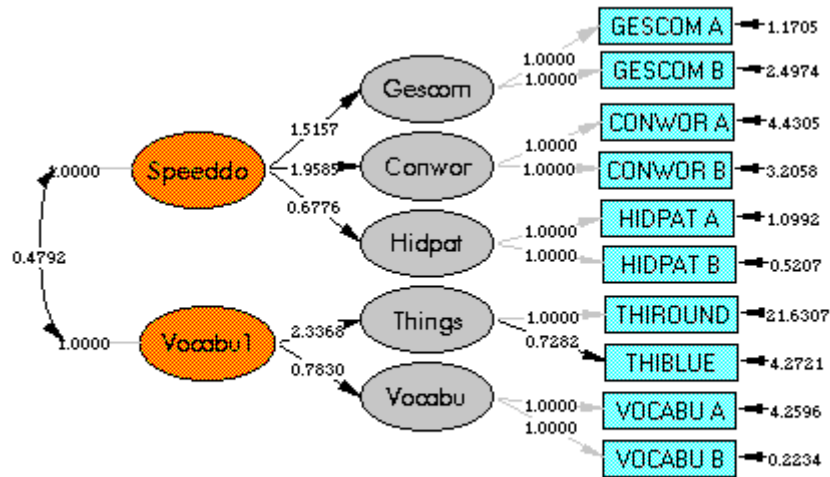 GESCOM A
1.1705
1.0000
GESCOM B
2.4974
1.0000
Gescom
1.5157
CONWOR A
4.4305
1.0000
1.0000
Speeddo
1.9585
Conwor
1.0000
CONWOR B
3.2058
0.6776
HIDPAT A
1.0992
1.0000
Hidpat
1.0000
HIDPAT B
0.5207
0.4792
Things
1.0000
THIROUND
21.6307
2.3368
0.7282
1.0000
Vocabu1
THIBLUE
4.2721
0.7830
Vocabu
1.0000
VOCABU A
4.2596
1.0000
VOCABU B
0.2234